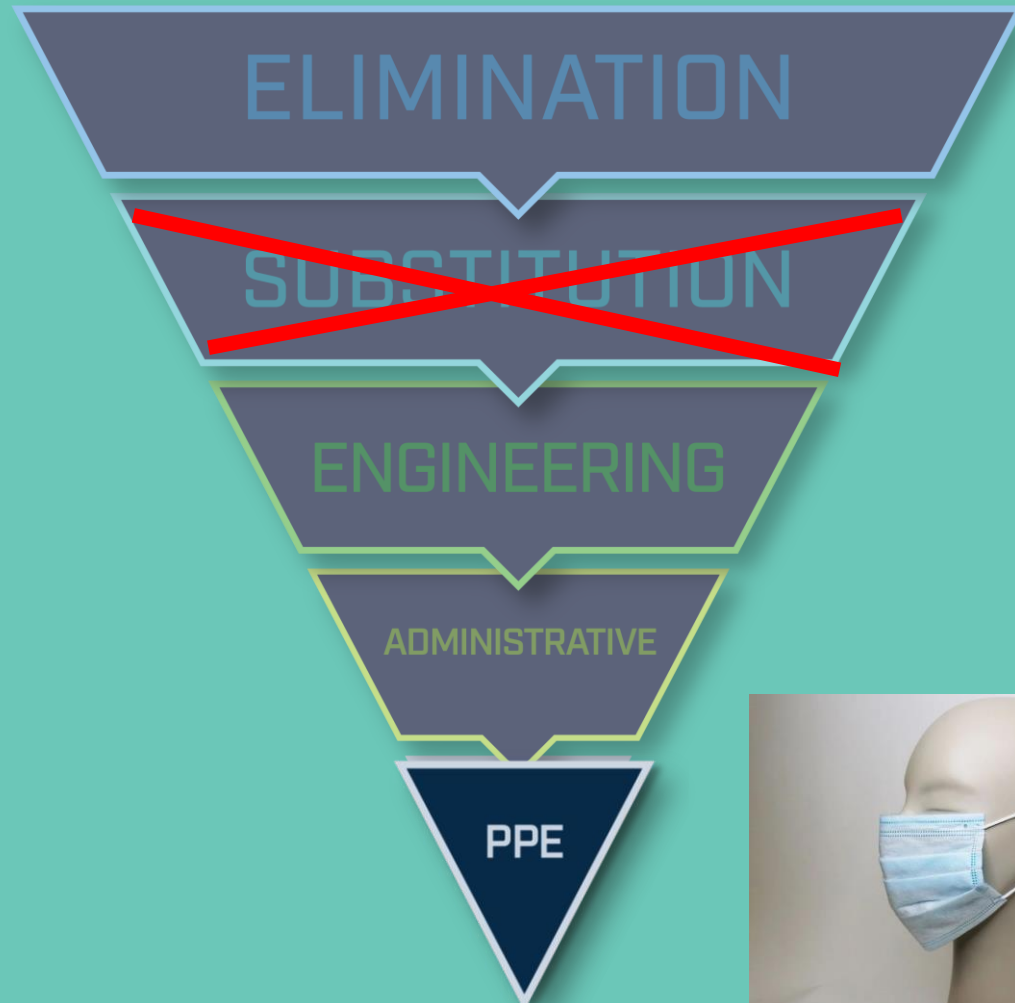 ELIMINATION
SUBSTITUTION
ENGINEERING
ADMINISTRATIVE
PPE